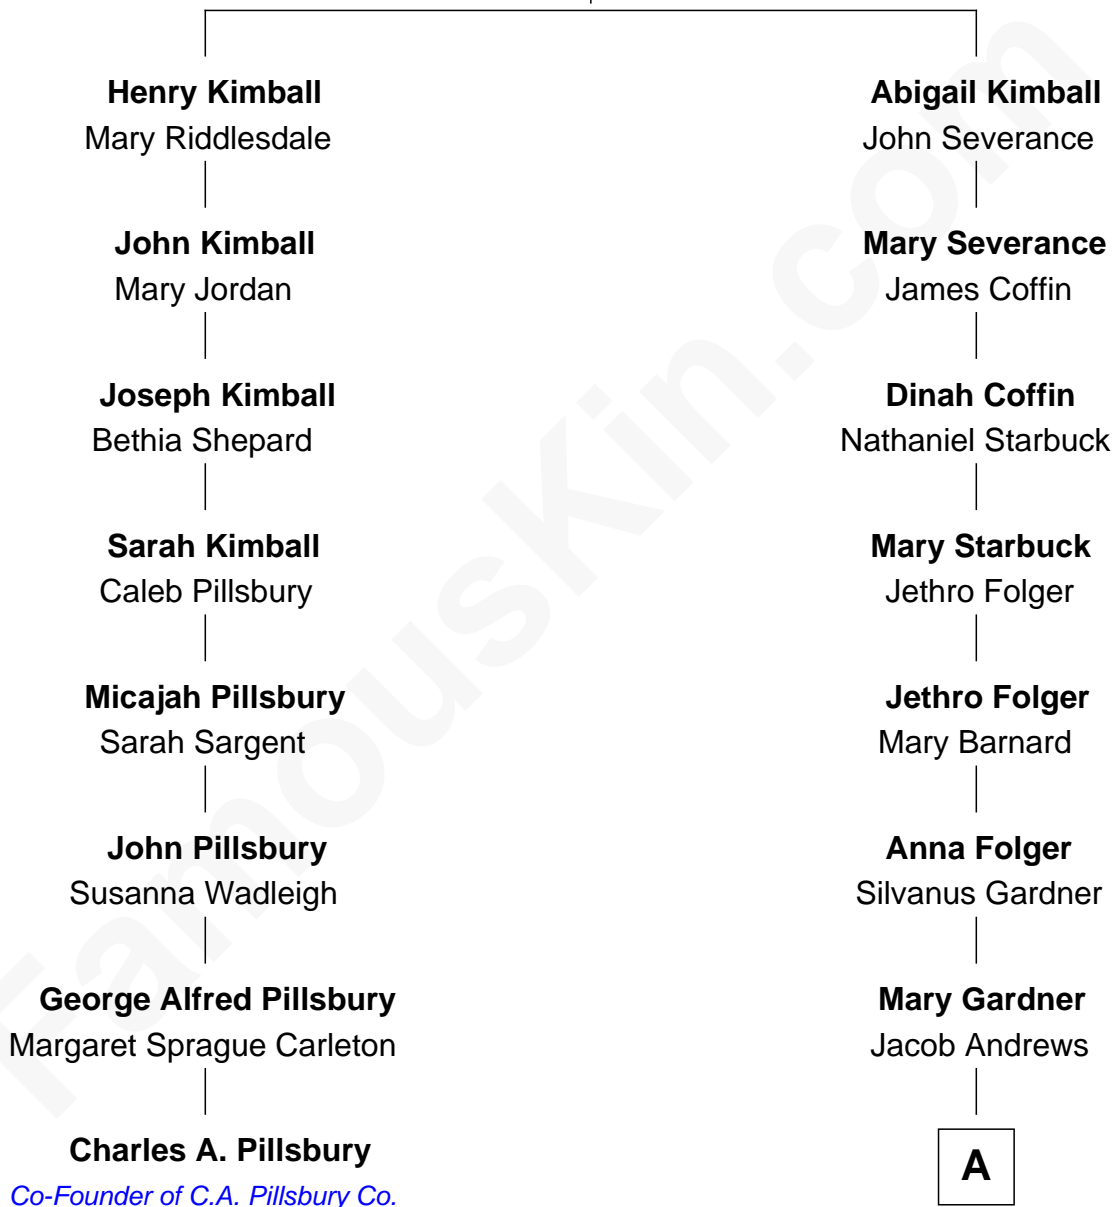 Henry Kimball
Mary Riddlesdale
Abigail Kimball
John Severance
John Kimball
Mary Jordan
Mary Severance
James Coffin
Joseph Kimball
Bethia Shepard
Dinah Coffin
Nathaniel Starbuck
Sarah Kimball
Caleb Pillsbury
Mary Starbuck
Jethro Folger
Micajah Pillsbury
Sarah Sargent
Jethro Folger
Mary Barnard
John Pillsbury
Susanna Wadleigh
Anna Folger
Silvanus Gardner
George Alfred Pillsbury
Margaret Sprague Carleton
Mary Gardner
Jacob Andrews
Charles A. Pillsbury
Co-Founder of C.A. Pillsbury Co.
A
FamousKin.com